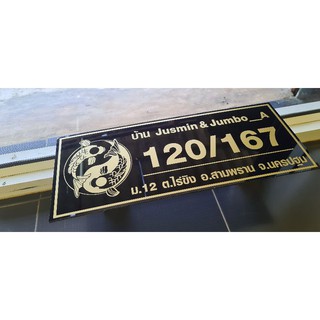 บ้าน Jusmin & Jumbo_A
120/167
ม.12 ต.ไร่ขิง อ.สามพราน จ.นครปฐม